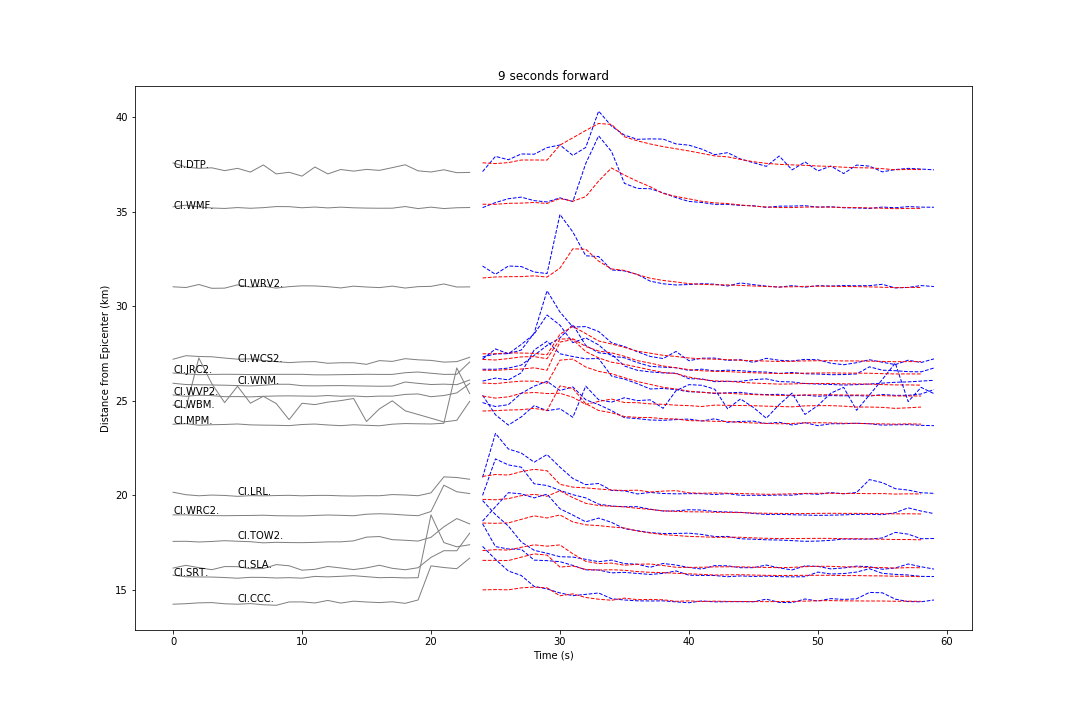 9 seconds forward
Distance from Epicenter (km)
40
35
30
25
20
15
CI.DTP.
CI.WMF.
CI.WRV2.
CI.WCS2.
CI.JRC2.
CI.WNM.
CI.WVP2.
CI.WBM.
CI.MPM.
CI.LRL.
CI.WRC2.
CI.TOW2.
CI.SLA.
CI.SRT.
CI.CCC.
0 10 20 30 40 50 60
Time (s)